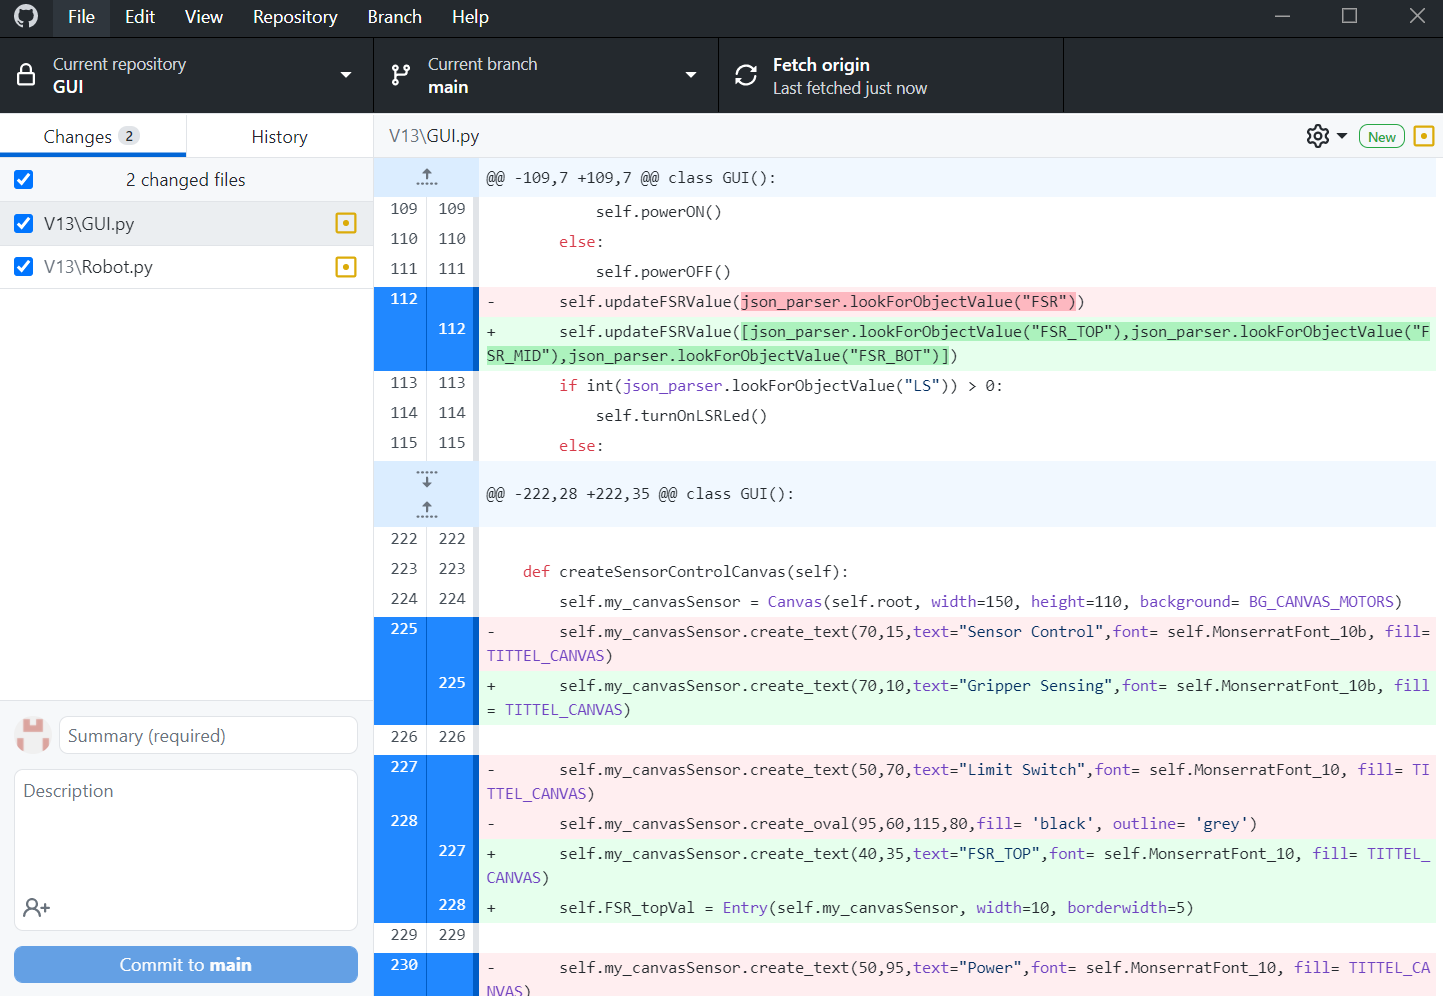 File Edit View Repository Branch Help
Current repository
GUI
Current branch
main
Fetch origin
Last fetched just now
Changes 2
History
V13\GUI.py
New
2 changed files
V13\GUI.py
V13\Robot.py
Summary (required)
Description
Commit to main
@@ -109,7 +109,7 @@ class GUI():
109 109 self.powerON()
110 110 else:
111 111 self.powerOFF()
112 - self.updateFSRValue(json_parser.lookForObjectValue("FSR"))
112 + self.updateFSRValue([json_parser.lookForObjectValue("FSR_TOP"),json_parser.lookForObjectValue("F
SR_MID"),json_parser.lookForObjectValue("FSR_BOT")])
113 113 if int(json_parser.lookForObjectValue("LS")) > 0:
114 114 self.turnOnLSRLed()
115 115 else:
@@ -222,28 +222,35 @@ class GUI():
222 222
223 223 def createSensorControlCanvas(self):
224 224 self.my_canvasSensor = Canvas(self.root, width=150, height=110, background= BG_CANVAS_MOTORS)
225 - self.my_canvasSensor.create_text(70,15,text="Sensor Control",font= self.MonserratFont_10b, fill=
TITTEL_CANVAS)
225 + self.my_canvasSensor.create_text(70,10,text="Gripper Sensing",font= self.MonserratFont_10b, fill
= TITTEL_CANVAS)
226 226
227 - self.my_canvasSensor.create_text(50,70,text="Limit Switch",font= self.MonserratFont_10, fill= TI
TTEL_CANVAS)
228 - self.my_canvasSensor.create_oval(95,60,115,80,fill= 'black', outline= 'grey')
227 + self.my_canvasSensor.create_text(40,35,text="FSR_TOP",font= self.MonserratFont_10, fill= TITTEL_
CANVAS)
228 + self.FSR_topVal = Entry(self.my_canvasSensor, width=10, borderwidth=5)
229 229
230 - self.my_canvasSensor.create_text(50,95,text="Power",font= self.MonserratFont_10, fill= TITTEL_CA
NVAS)